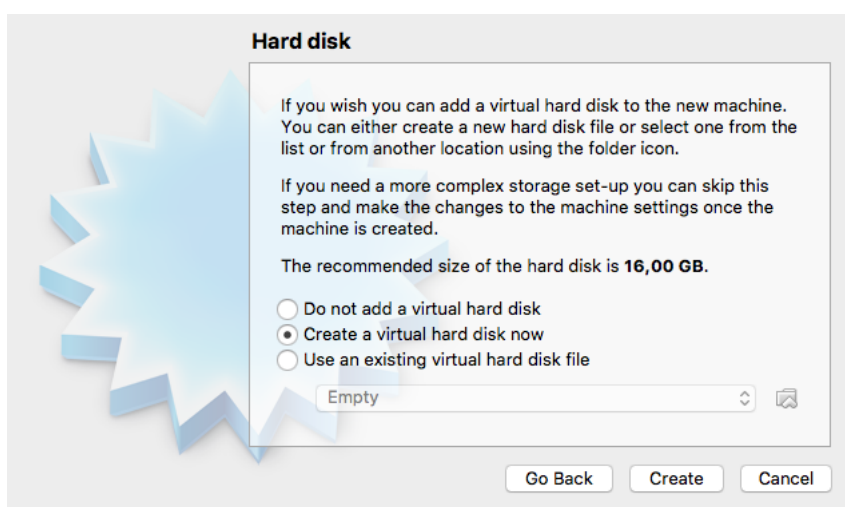 Hard disk
If you wish you can add a virtual hard disk to the new machine.
You can either create a new hard disk file or select one from the
list or from another location using the folder icon.
If you need a more complex storage set-up you can skip this
step and make the changes to the machine settings once the
machine is created.
The recommended size of the hard disk is 16,00 GB.
Do not add a virtual hard disk
Create a virtual hard disk now
Use an existing virtual hard disk file
Empty
Go Back
Create
Cancel